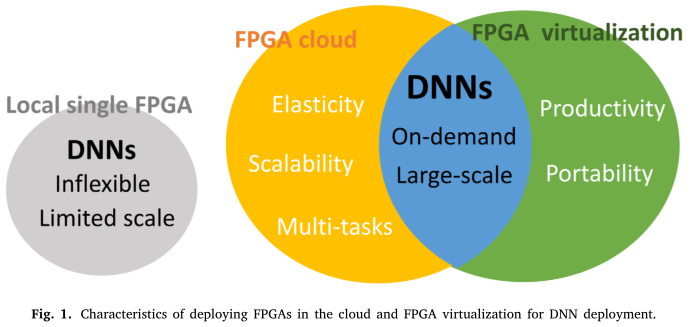 Local single FPGA
DNNs
Inflexible
Limited scale
FPGA cloud
Elasticity
Scalability
Multi-tasks
DNNs
On-demand
Large-scale
FPGA virtualization
Productivity
Portability
Fig. 1. Characteristics of deploying FPGAs in the cloud and FPGA virtualization for DNN deployment.